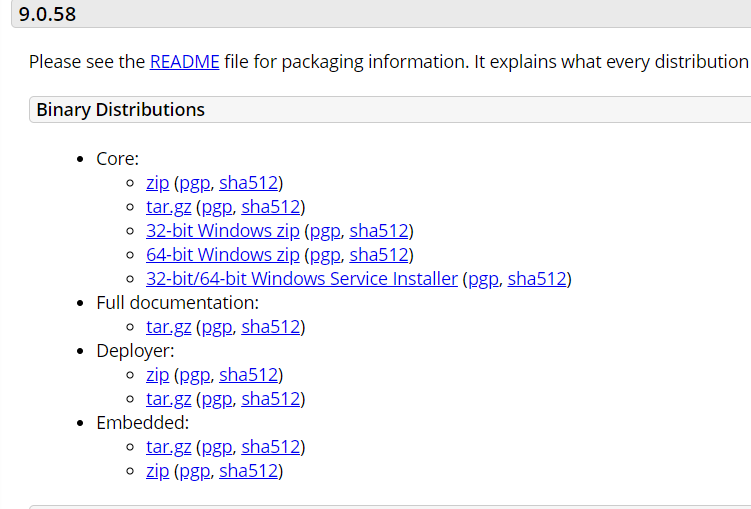 9.0.58
Please see the README file for packaging information. It explains what every distribution
Binary Distributions
• Core:
○ zip (pgp, sha512)
○ tar.gz (pgp, sha512)
○ 32-bit Windows zip (pgp, sha512)
○ 64-bit Windows zip (pgp, sha512)
○ 32-bit/64-bit Windows Service Installer (pgp, sha512)
• Full documentation:
○ tar.gz (pgp, sha512)
• Deployer:
○ zip (pgp, sha512)
○ tar.gz (pgp, sha512)
• Embedded:
○ tar.gz (pgp, sha512)
○ zip (pgp, sha512)